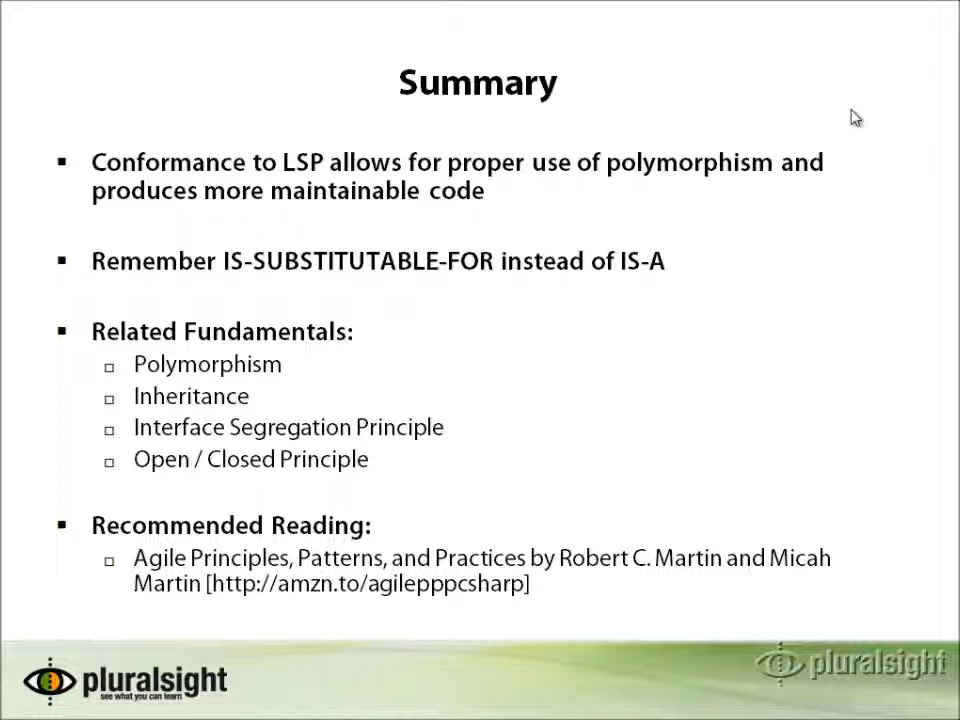 Summary
▪ Conformance to LSP allows for proper use of polymorphism and
produces more maintainable code
▪ Remember IS-SUBSTITUTABLE-FOR instead of IS-A
▪ Related Fundamentals:
□ Polymorphism
□ Inheritance
□ Interface Segregation Principle
□ Open / Closed Principle
▪ Recommended Reading:
□ Agile Principles, Patterns, and Practices by Robert C. Martin and Micah
Martin [http://amzn.to/agilepppcsharp]
pluralsight
see what you can learn
pluralsight